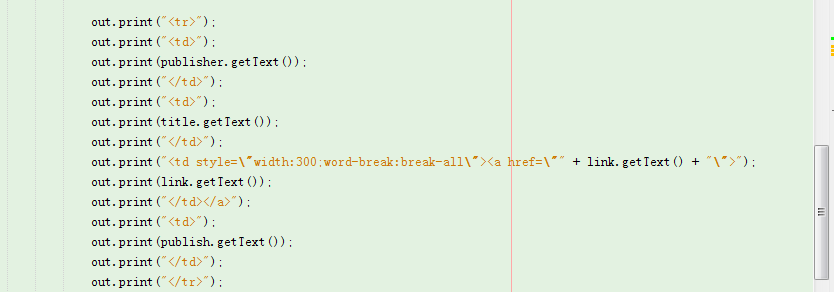 out.print("<tr>");
out.print("<td>");
out.print(publisher.getText());
out.print("</td>");
out.print("<td>");
out.print(title.getText());
out.print("</td>");
out.print("<td style=\"width:300;word-break:break-all\"><a href=\"" + link.getText() + "\">");
out.print(link.getText());
out.print("</td></a>");
out.print("<td>");
out.print(publish.getText());
out.print("</td>");
out.print("</tr>");